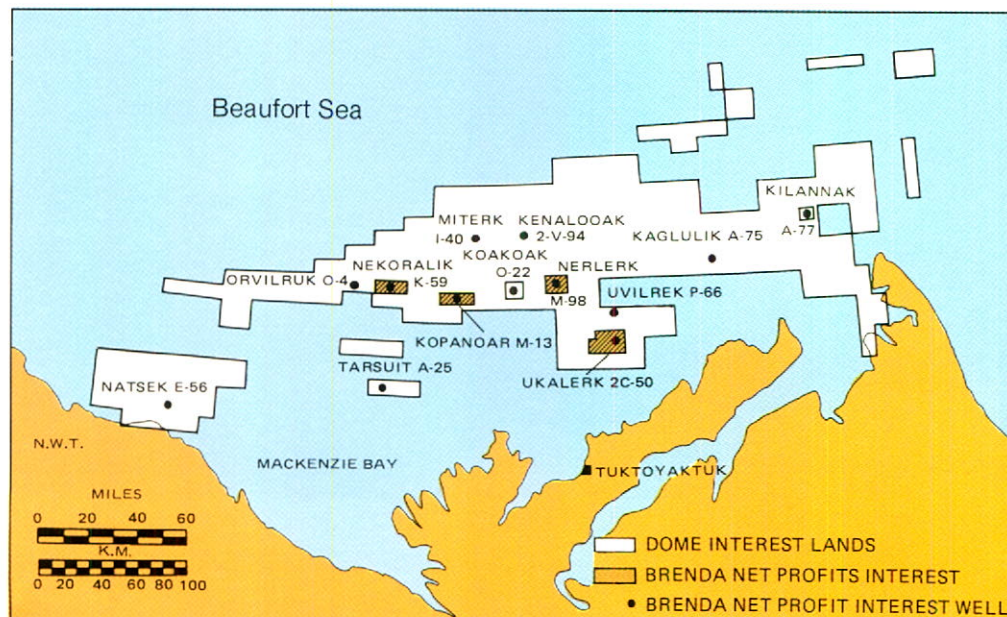 Beaufort Sea
KILANNAK
A-77
MITERK
I-40
KENALOOAK
2-V-94
KAGLULIK A-75
KOAKOAK
O-22
NERLERK
M-98
ORVILRUK O-4
NEKORALIK
K-59
UVILREK P-66
KOPANOAR M-13
TARSUIT A-25
UKALERK 2C-50
NATSEK E-56
N.W.T.
MACKENZIE BAY
TUKTOYAKTUK
MILES
0 20 40 60
K.M.
0 20 40 60 80 100
DOME INTEREST LANDS
BRENDA NET PROFITS INTEREST
BRENDA NET PROFIT INTEREST WELL